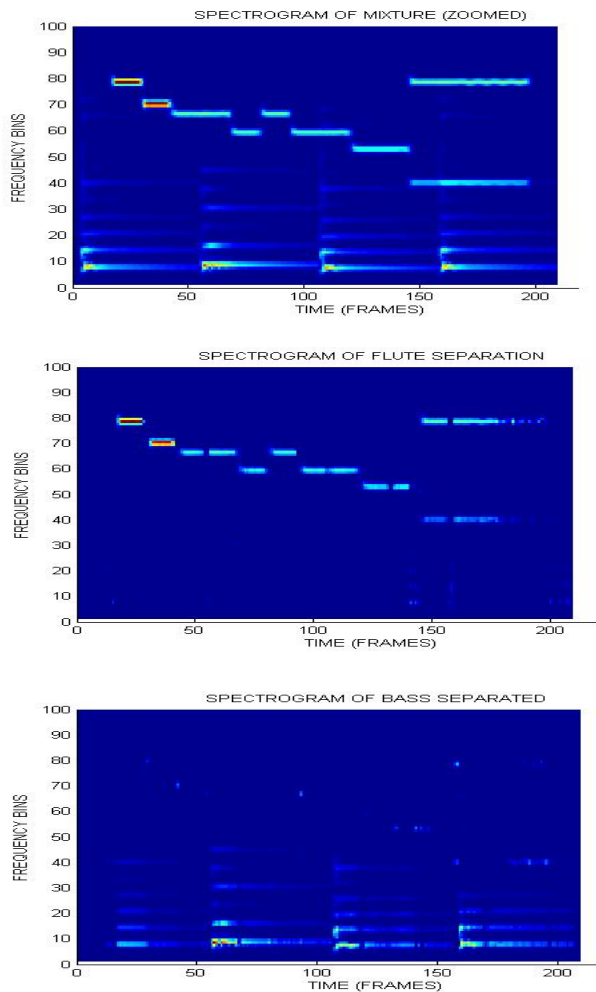 SPECTROGRAM OF MIXTURE (ZOOMED)
100
90
80
70
60
50
40
30
20
10
0
FREQUENCY BINS
0 50 100 150 200
TIME (FRAMES)
SPECTROGRAM OF FLUTE SEPARATION
100
90
80
70
60
50
40
30
20
10
0
FREQUENCY BINS
0 50 100 150 200
TIME (FRAMES)
SPECTROGRAM OF BASS SEPARATED
100
90
80
70
60
50
40
30
20
10
0
FREQUENCY BINS
0 50 100 150 200
TIME (FRAMES)